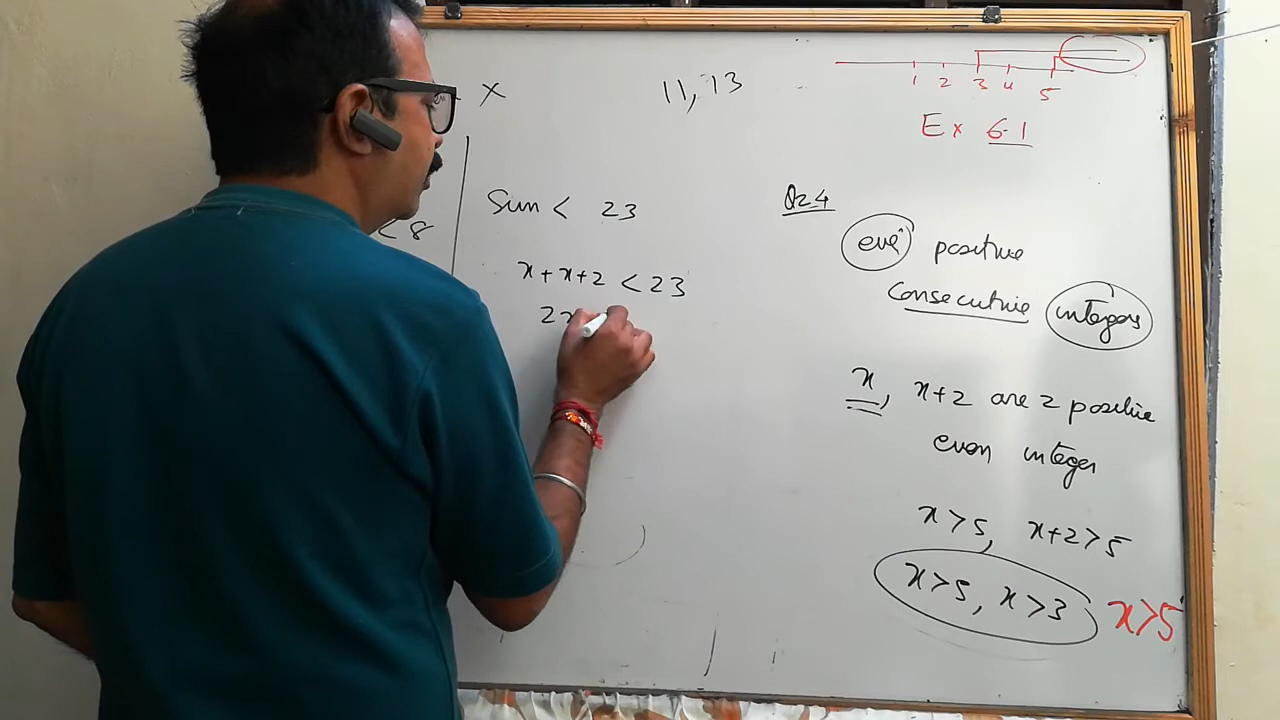 x
11, 13
1 2 3 4 5
Ex 6.1
< 8
Sum < 23
x+x+2 < 23
2x
Q24
even positive
consecutive integers
x, x+2 are 2 positive
even integer
x>5, x+2>5
x>5, x>3
x>5